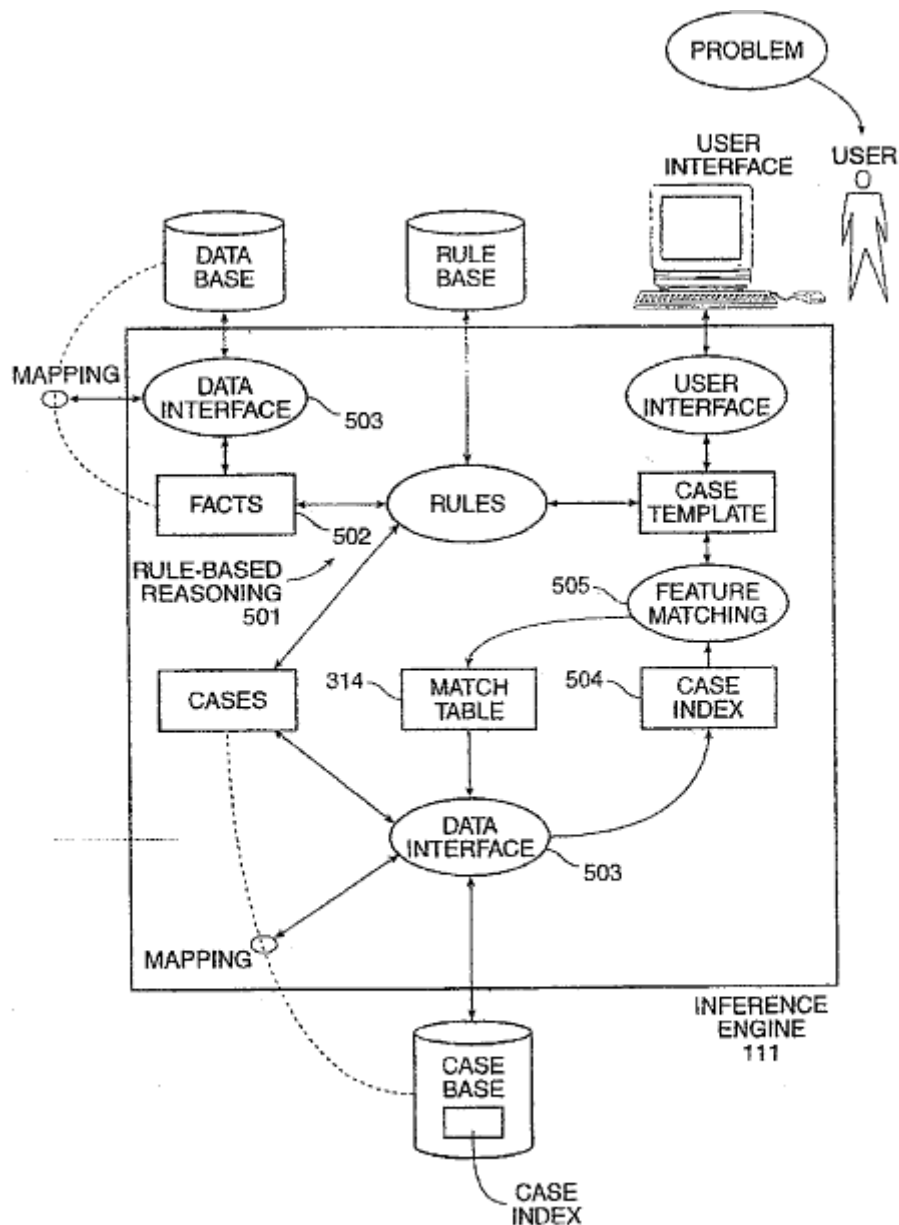 PROBLEM
USER
INTERFACE
USER
DATA
BASE
RULE
BASE
MAPPING
DATA
INTERFACE
503
USER
INTERFACE
FACTS
502
RULES
CASE
TEMPLATE
RULE-BASED
REASONING
501
505
FEATURE
MATCHING
CASES
314
MATCH
TABLE
504
CASE
INDEX
DATA
INTERFACE
503
MAPPING
INFERENCE
ENGINE
111
CASE
BASE
CASE
INDEX